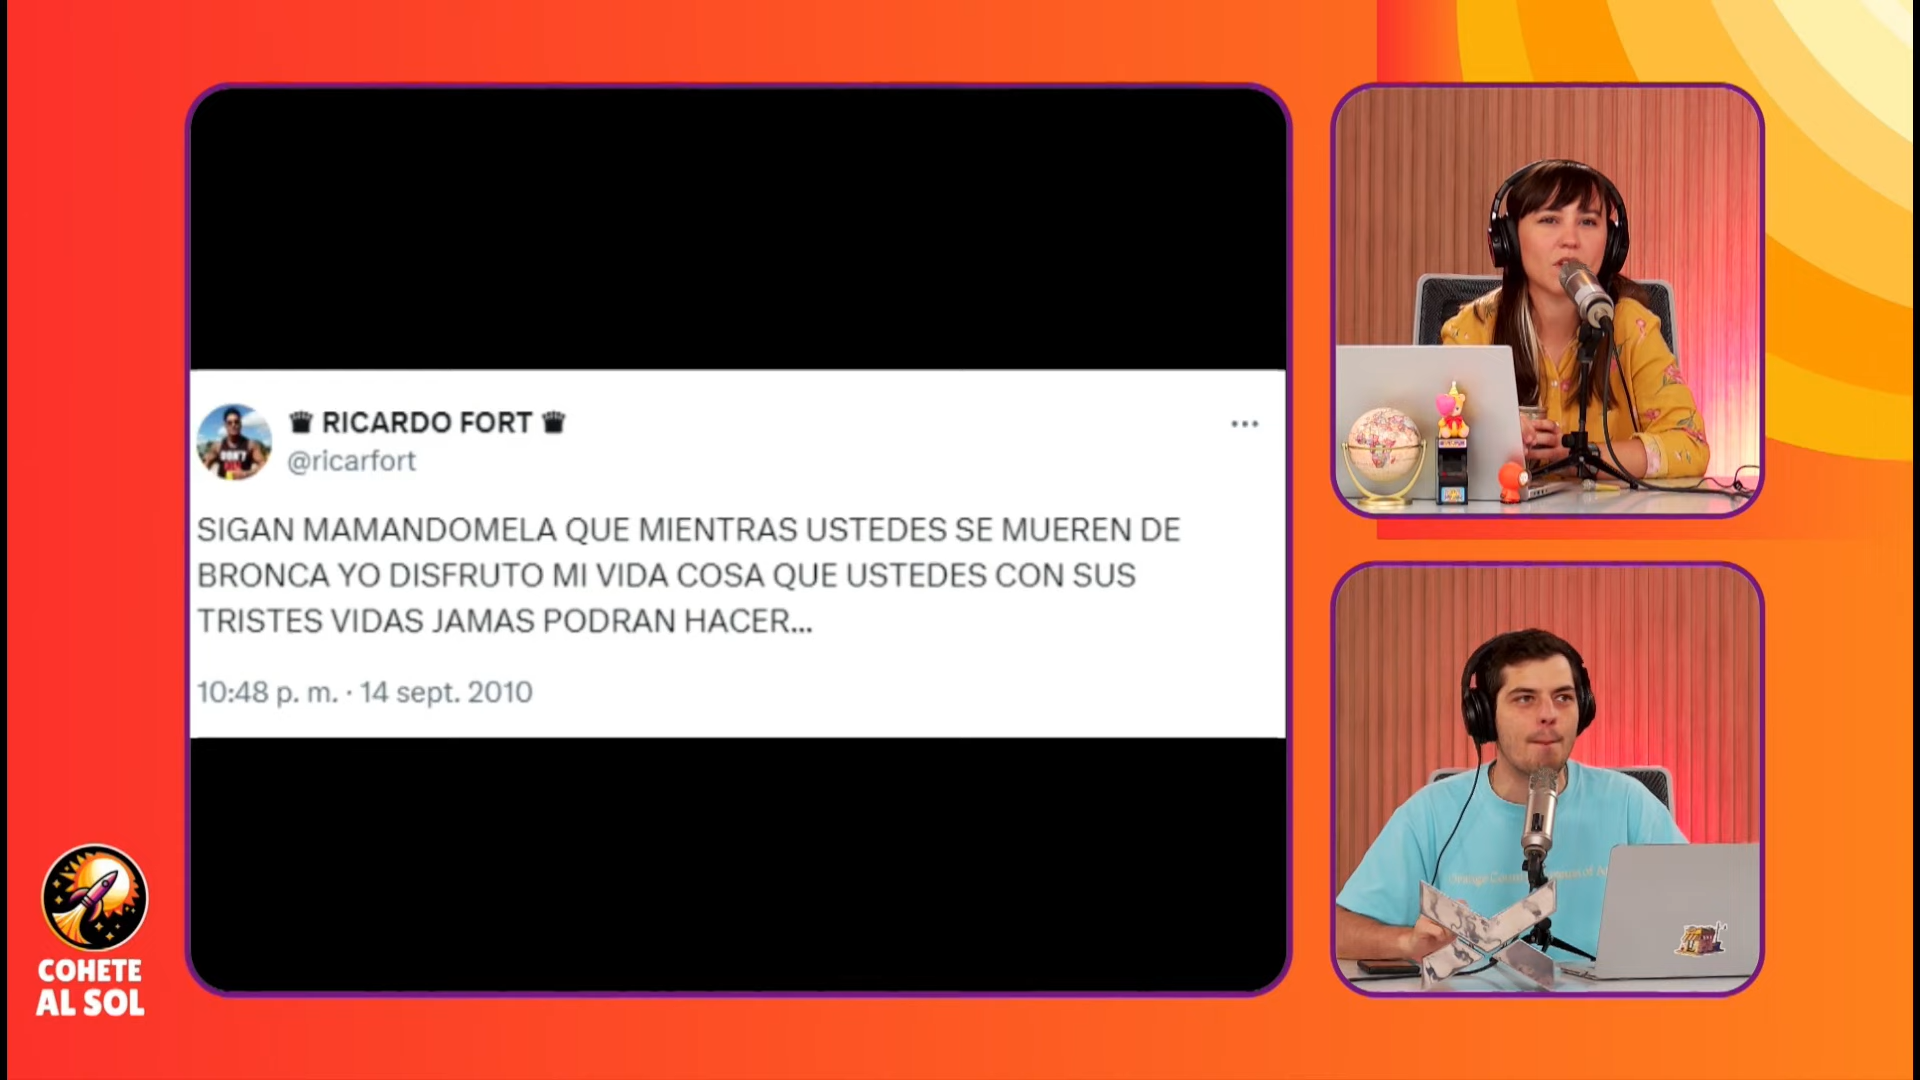 ♛ RICARDO FORT ♛
@ricarfort
SIGAN MAMANDOMELA QUE MIENTRAS USTEDES SE MUEREN DE
BRONCA YO DISFRUTO MI VIDA COSA QUE USTEDES CON SUS
TRISTES VIDAS JAMAS PODRAN HACER...
10:48 p. m. · 14 sept. 2010
COHETE
AL SOL